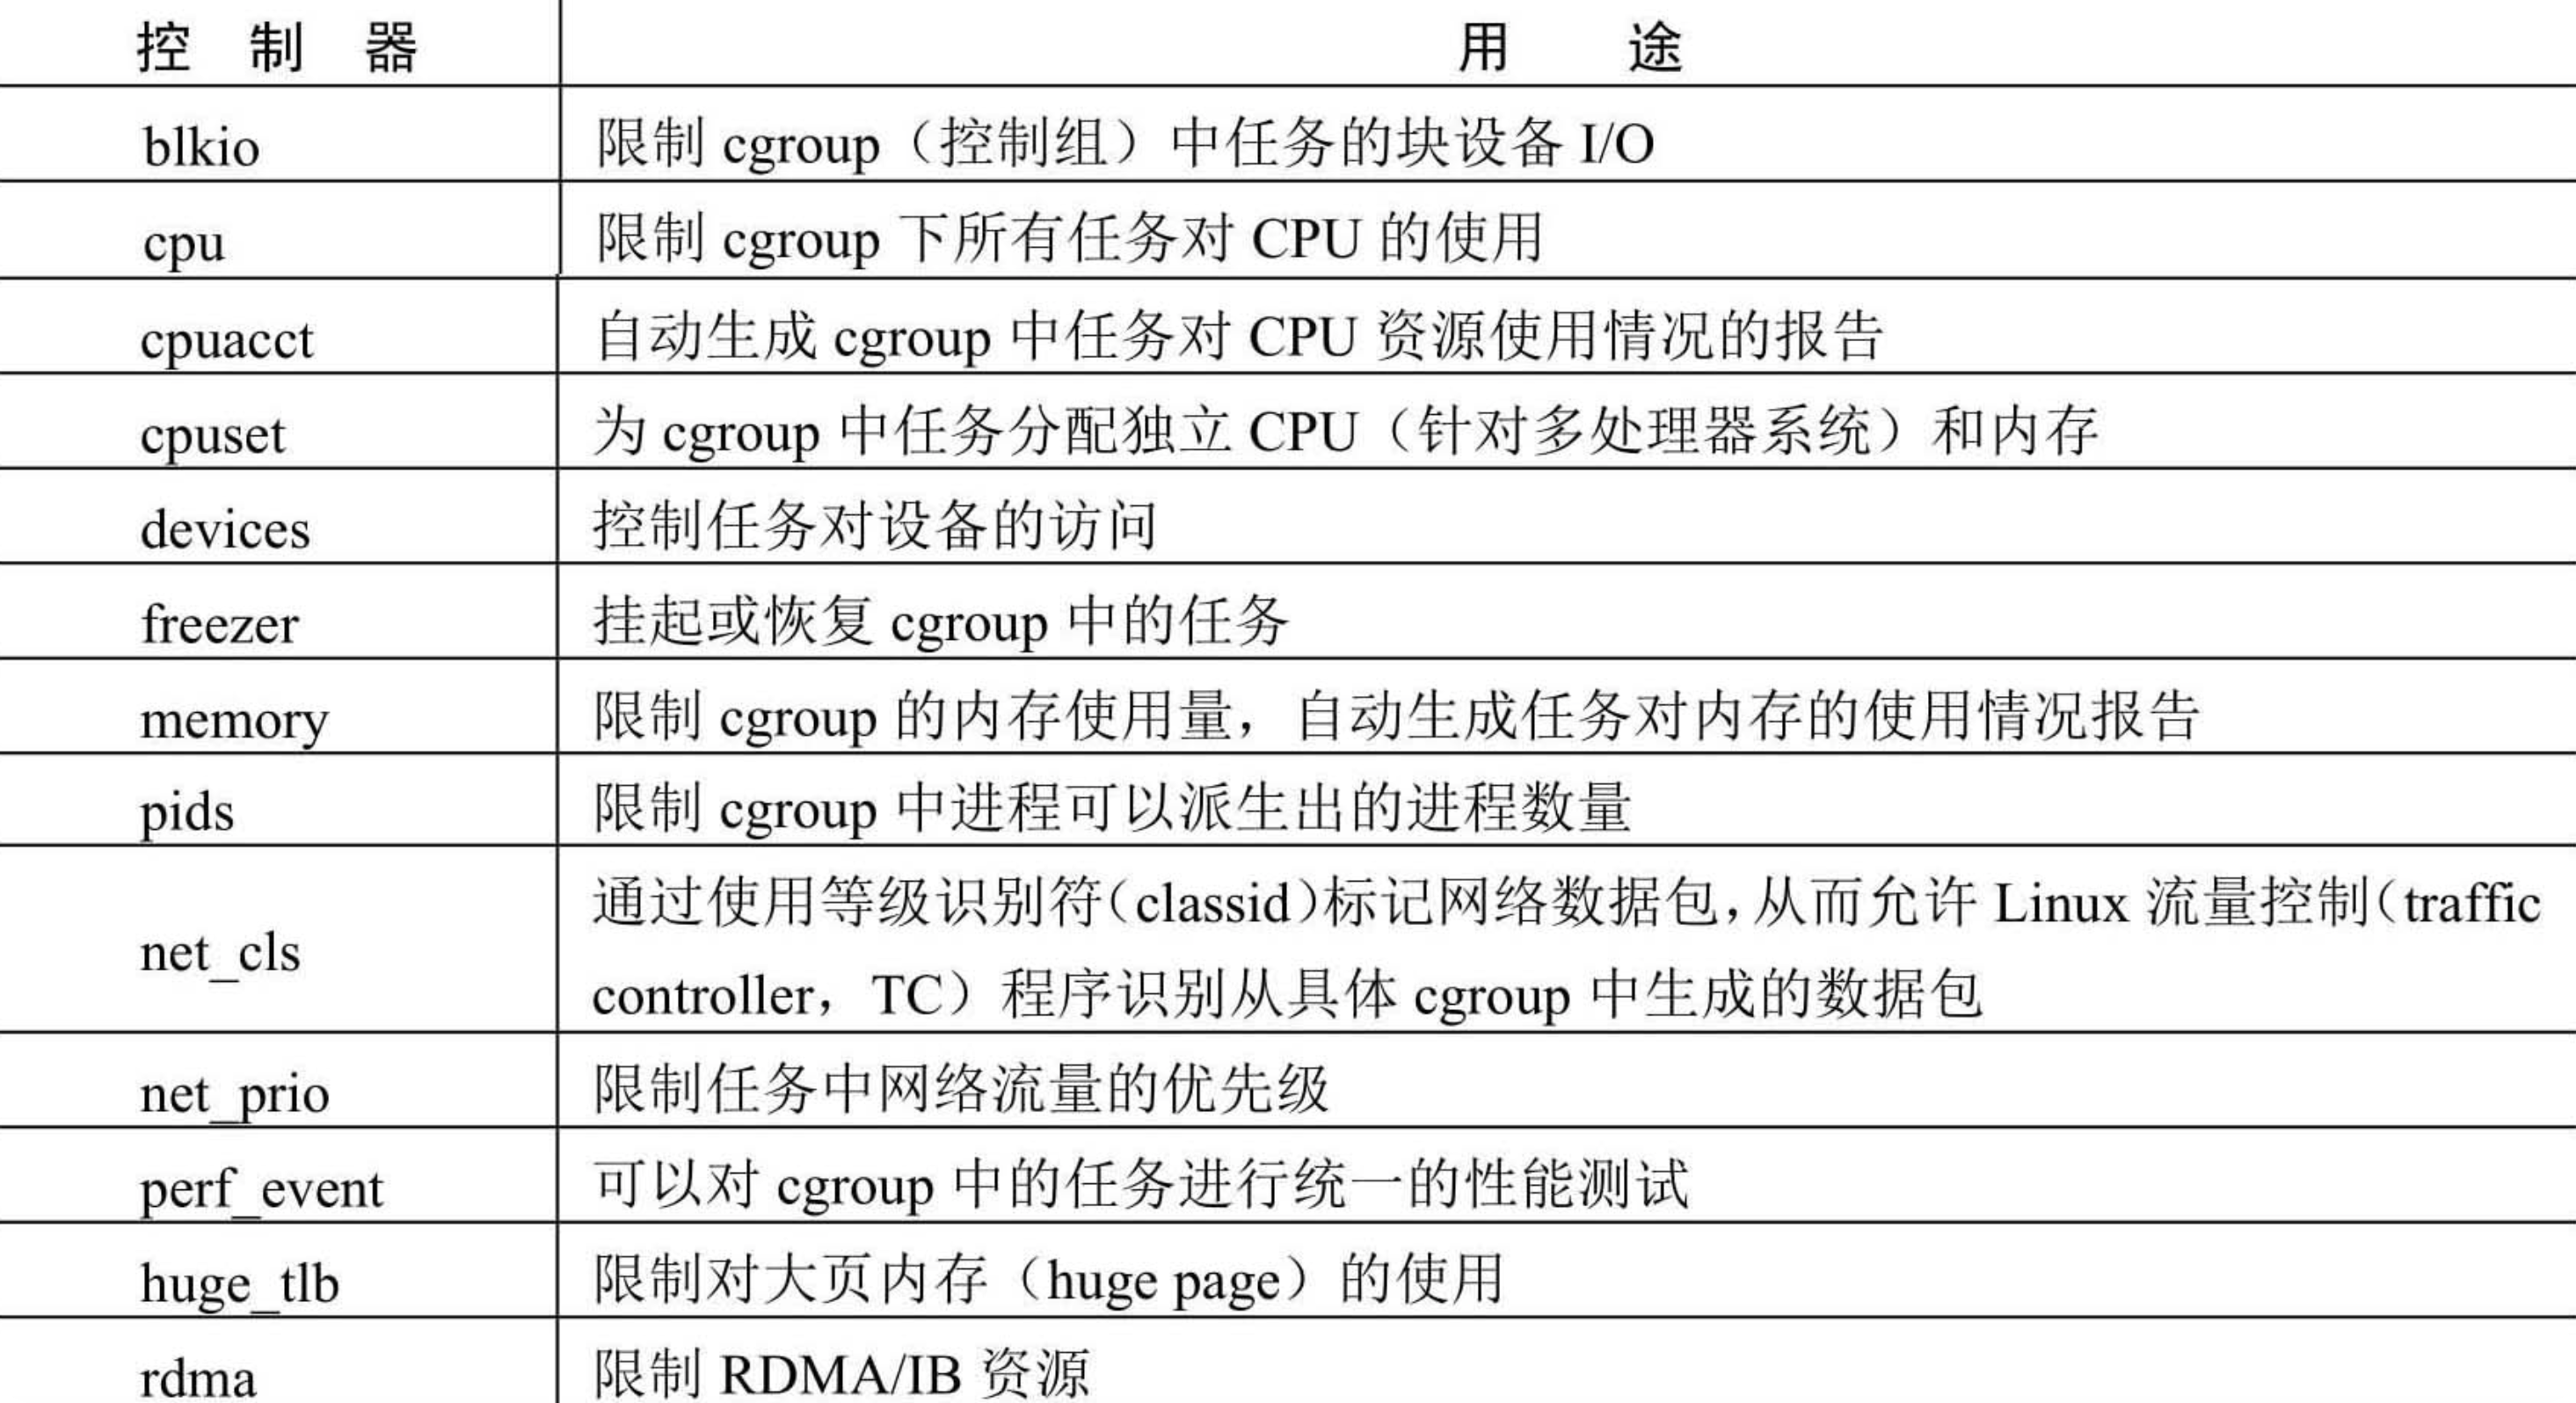 控 制 器 用 途
blkio 限制 cgroup（控制组）中任务的块设备 I/O
cpu 限制 cgroup 下所有任务对 CPU 的使用
cpuacct 自动生成 cgroup 中任务对 CPU 资源使用情况的报告
cpuset 为 cgroup 中任务分配独立 CPU（针对多处理器系统）和内存
devices 控制任务对设备的访问
freezer 挂起或恢复 cgroup 中的任务
memory 限制 cgroup 的内存使用量，自动生成任务对内存的使用情况报告
pids 限制 cgroup 中进程可以派生出的进程数量
net_cls
通过使用等级识别符（classid）标记网络数据包，从而允许 Linux 流量控制（traffic
controller，TC）程序识别从具体 cgroup 中生成的数据包
net_prio 限制任务中网络流量的优先级
perf_event 可以对 cgroup 中的任务进行统一的性能测试
huge_tlb 限制对大页内存（huge page）的使用
rdma 限制 RDMA/IB 资源